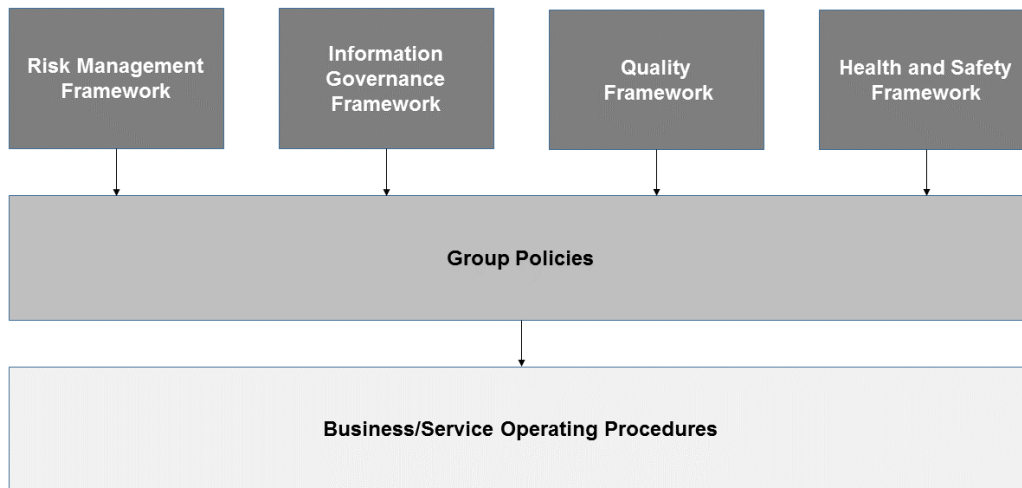 Risk Management
Framework
Information
Governance
Framework
Quality
Framework
Health and Safety
Framework
Group Policies
Business/Service Operating Procedures